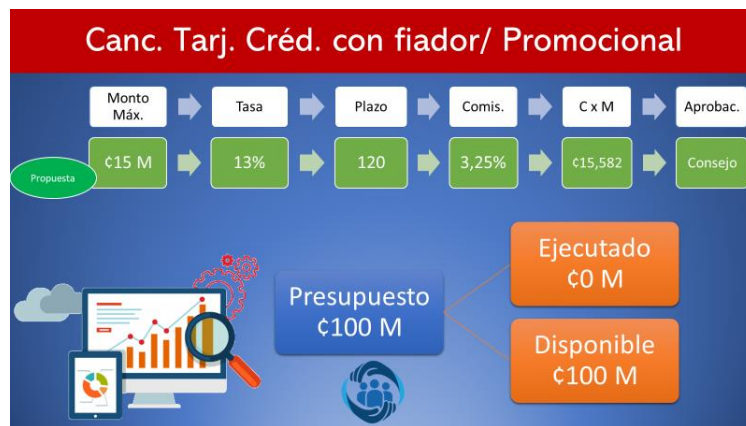 Canc. Tarj. Créd. con fiador/ Promocional
Monto
Máx.
Tasa
Plazo
Comis.
C x M
Aprobac.
Propuesta
¢15 M
13%
120
3,25%
¢15,582
Consejo
Presupuesto
¢100 M
Ejecutado
¢0 M
Disponible
¢100 M